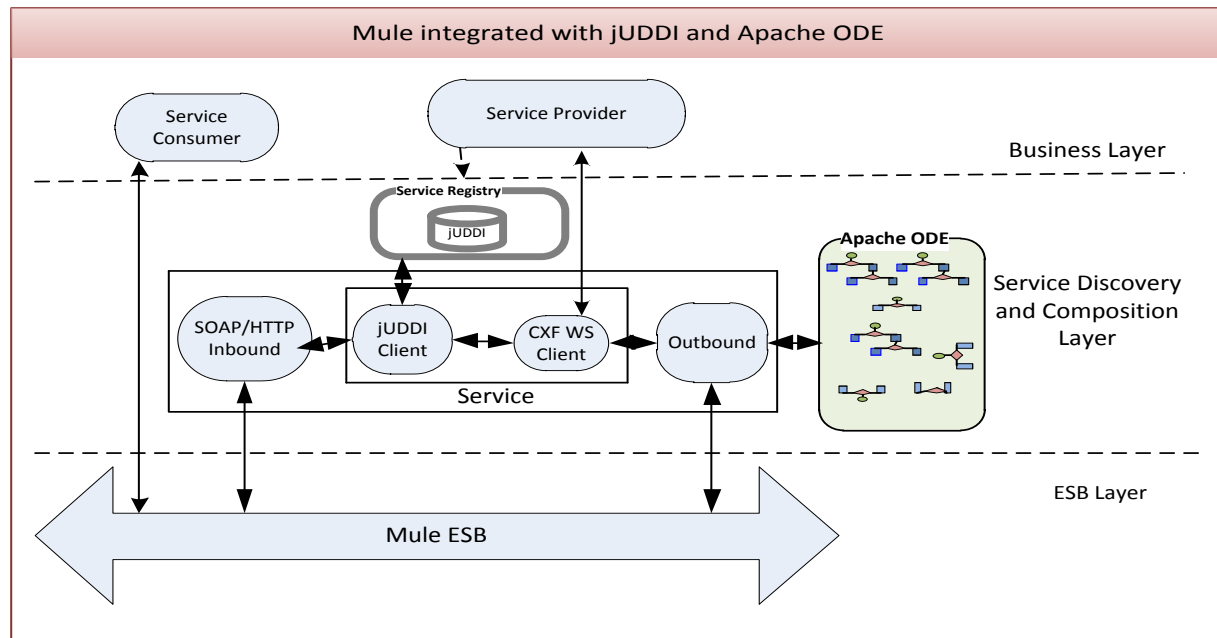 Mule integrated with jUDDI and Apache ODE
Service
Consumer
Service Provider
Business Layer
Service Registry
jUDDI
Apache ODE
Service Discovery
and Composition
Layer
SOAP/HTTP
Inbound
jUDDI
Client
CXF WS
Client
Outbound
Service
ESB Layer
Mule ESB